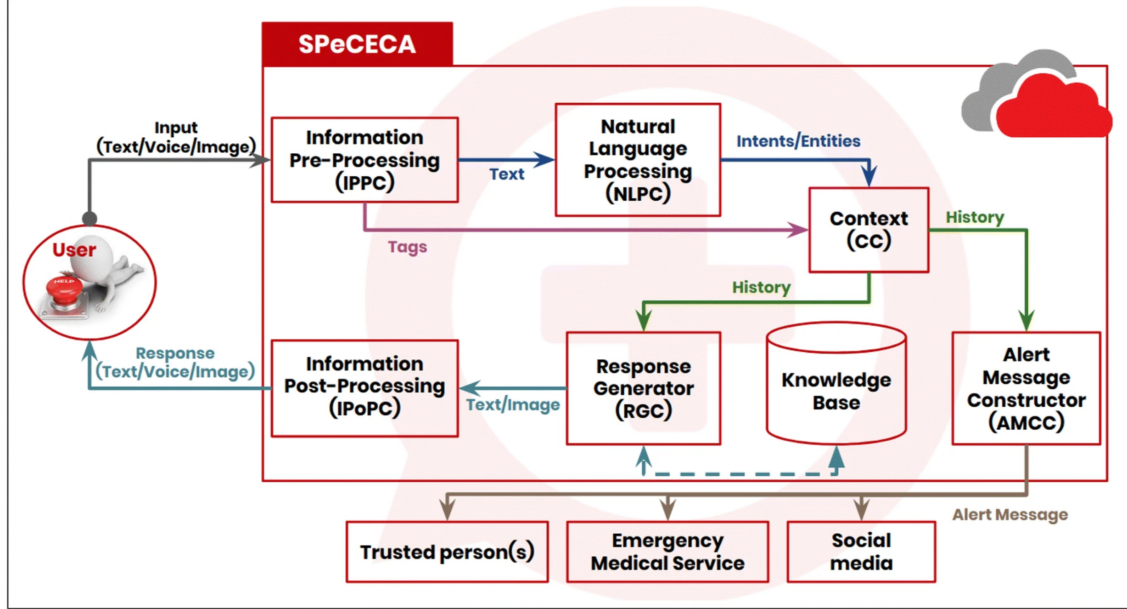 SPeCECA
Input
(Text/Voice/Image)
Information
Pre-Processing
(IPPC)
Text
Natural
Language
Processing
(NLPC)
Intents/Entities
Context
(CC)
History
Tags
User
HELP
History
Response
(Text/Voice/Image)
Information
Post-Processing
(IPoPC)
Text/Image
Response
Generator
(RGC)
Knowledge
Base
Alert
Message
Constructor
(AMCC)
Alert Message
Trusted person(s)
Emergency
Medical Service
Social
media